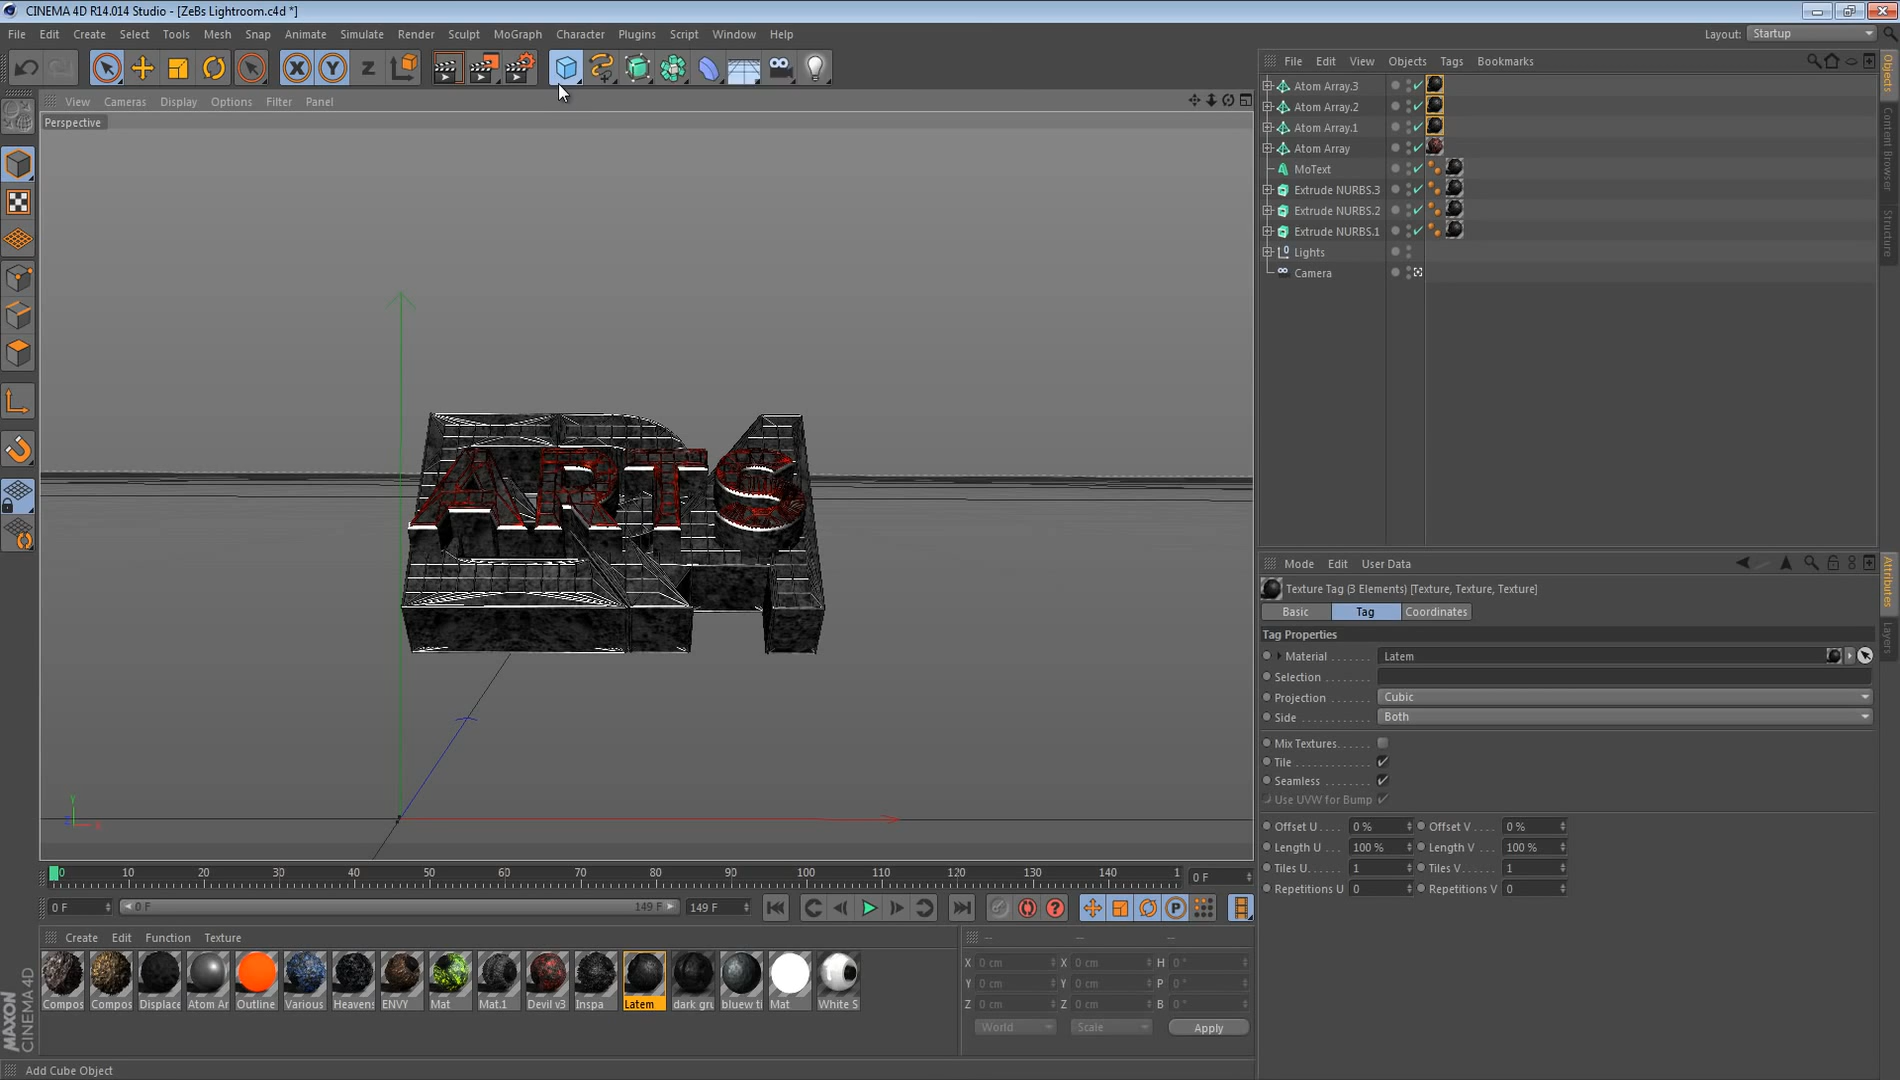 CINEMA 4D R14.014 Studio - [ZeBs Lightroom.c4d *]
File Edit Create Select Tools Mesh Snap Animate Simulate Render Sculpt MoGraph Character Plugins Script Window Help
Layout: Startup
File Edit View Objects Tags Bookmarks
View Cameras Display Options Filter Panel
Perspective
Atom Array.3
Atom Array.2
Atom Array.1
Atom Array
MoText
Extrude NURBS.3
Extrude NURBS.2
Extrude NURBS.1
Lights
Camera
Objects
Content Browser
Structure
ARTS
Y
X
Z
Mode Edit User Data
Texture Tag (3 Elements) [Texture, Texture, Texture]
Basic Tag Coordinates
Tag Properties
Material Latem
Selection
Projection Cubic
Side Both
Mix Textures
Tile
Seamless
Use UVW for Bump
Offset U 0 % Offset V 0 %
Length U 100 % Length V 100 %
Tiles U 1 Tiles V 1
Repetitions U 0 Repetitions V 0
Attributes
Layers
0 10 20 30 40 50 60 70 80 90 100 110 120 130 140 1
0 F
0 F 0 F 149 F 149 F
Create Edit Function Texture
Compos Compos Displace Atom Ar Outline Various Heavens ENVY Mat Mat.1 Devil v3 Inspa Latem dark gru bluew ti Mat White S
-- -- --
X 0 cm X 0 cm H 0 °
Y 0 cm Y 0 cm P 0 °
Z 0 cm Z 0 cm B 0 °
World Scale Apply
MAXON
CINEMA 4D
Add Cube Object